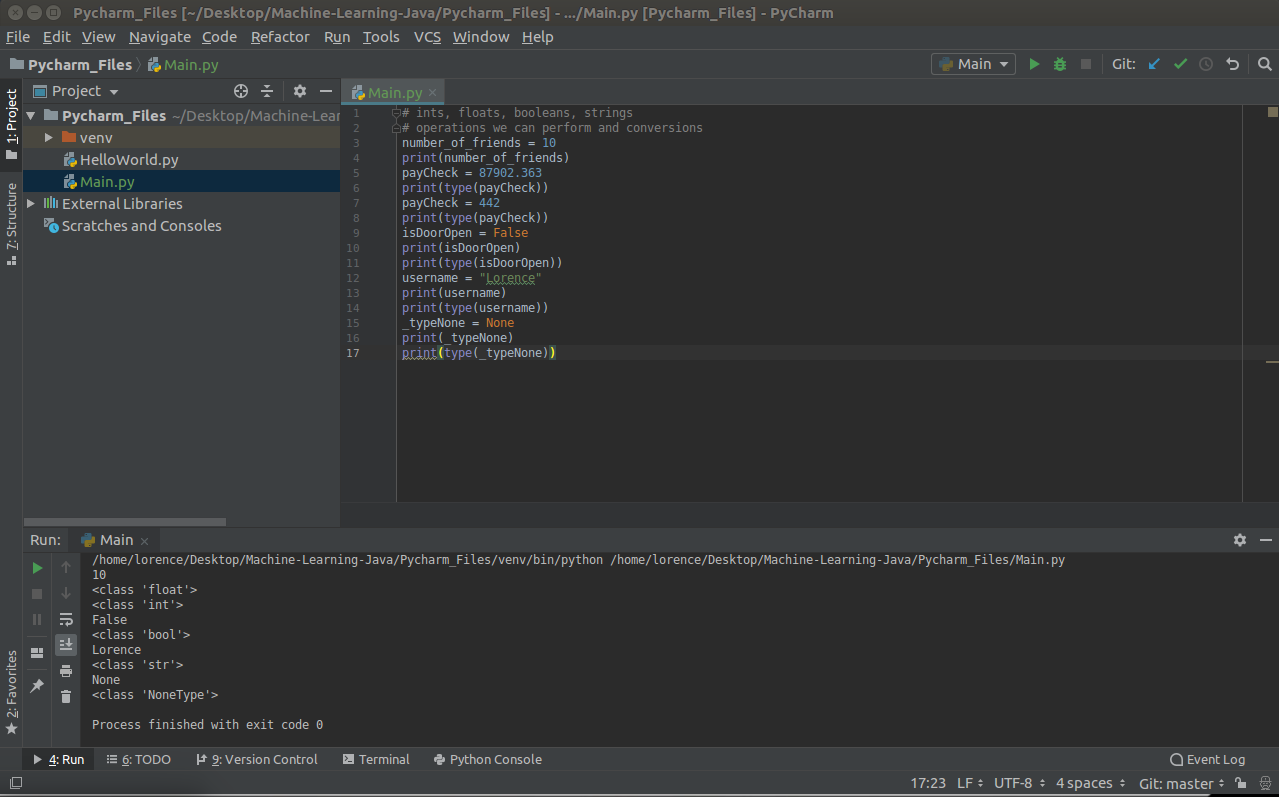 Pycharm_Files [~/Desktop/Machine-Learning-Java/Pycharm_Files] - .../Main.py [Pycharm_Files] - PyCharm
File Edit View Navigate Code Refactor Run Tools VCS Window Help
Pycharm_Files Main.py Main Git:
1: Project
7: Structure
2: Favorites
Project
Pycharm_Files ~/Desktop/Machine-Lear
venv
HelloWorld.py
Main.py
External Libraries
Scratches and Consoles
Main.py
1 # ints, floats, booleans, strings
2 # operations we can perform and conversions
3 number_of_friends = 10
4 print(number_of_friends)
5 payCheck = 87902.363
6 print(type(payCheck))
7 payCheck = 442
8 print(type(payCheck))
9 isDoorOpen = False
10 print(isDoorOpen)
11 print(type(isDoorOpen))
12 username = "Lorence"
13 print(username)
14 print(type(username))
15 _typeNone = None
16 print(_typeNone)
17 print(type(_typeNone))
Run: Main
/home/lorence/Desktop/Machine-Learning-Java/Pycharm_Files/venv/bin/python /home/lorence/Desktop/Machine-Learning-Java/Pycharm_Files/Main.py
10
<class 'float'>
<class 'int'>
False
<class 'bool'>
Lorence
<class 'str'>
None
<class 'NoneType'>
Process finished with exit code 0
4: Run 6: TODO 9: Version Control Terminal Python Console Event Log
17:23 LF UTF-8 4 spaces Git: master